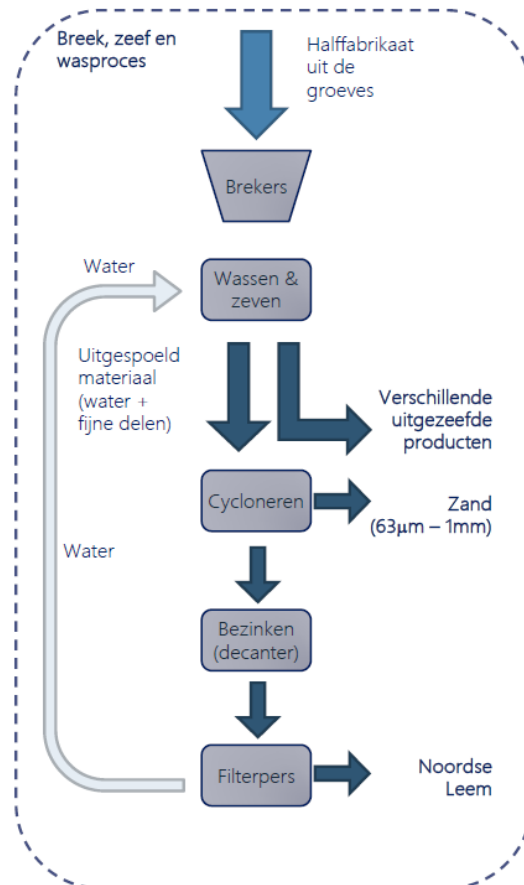 Breek, zeef en
wasproces
Halffabrikaat
uit de
groeves
Brekers
Water
Wassen &
zeven
Uitgespoeld
materiaal
(water +
fijne delen)
Verschillende
uitgezeefde
producten
Cycloneren
Zand
(63μm – 1mm)
Water
Bezinken
(decanter)
Filterpers
Noordse
Leem